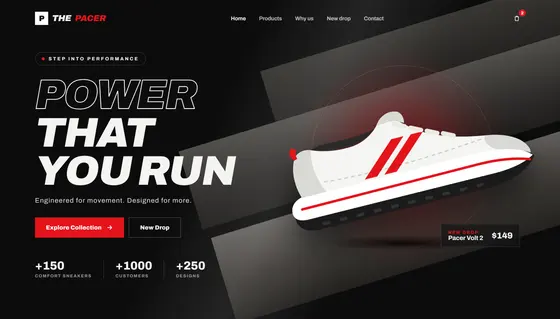 P THE PACER
Home Products Why us New drop Contact
STEP INTO PERFORMANCE
POWER
THAT
YOU RUN
Engineered for movement. Designed for more.
Explore Collection → New Drop
+150 +1000 +250
COMFORT SNEAKERS CUSTOMERS DESIGNS
NEW DROP
Pacer Volt 2 $149